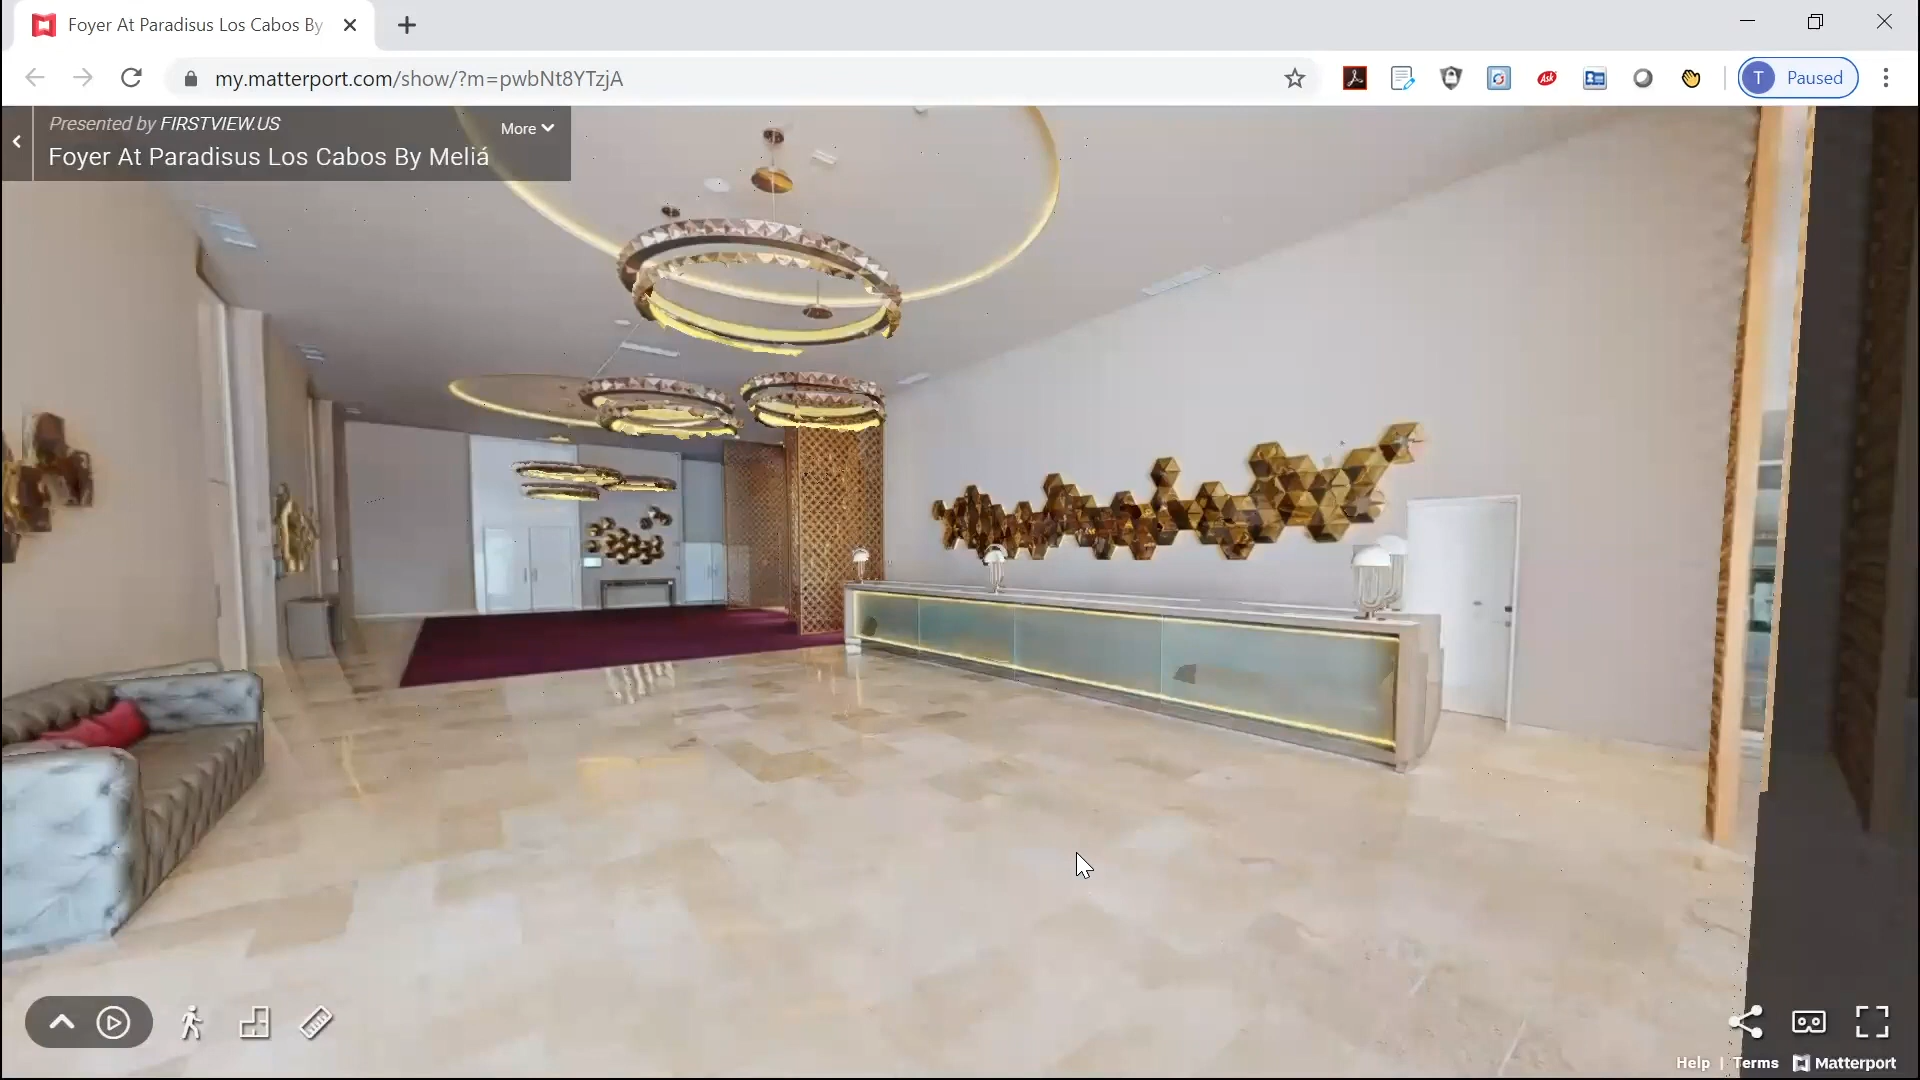 Foyer At Paradisus Los Cabos By
my.matterport.com/show/?m=pwbNt8YTzjA
Ask
T Paused
Presented by FIRSTVIEW.US
More
Foyer At Paradisus Los Cabos By Meliá
Help | Terms Matterport